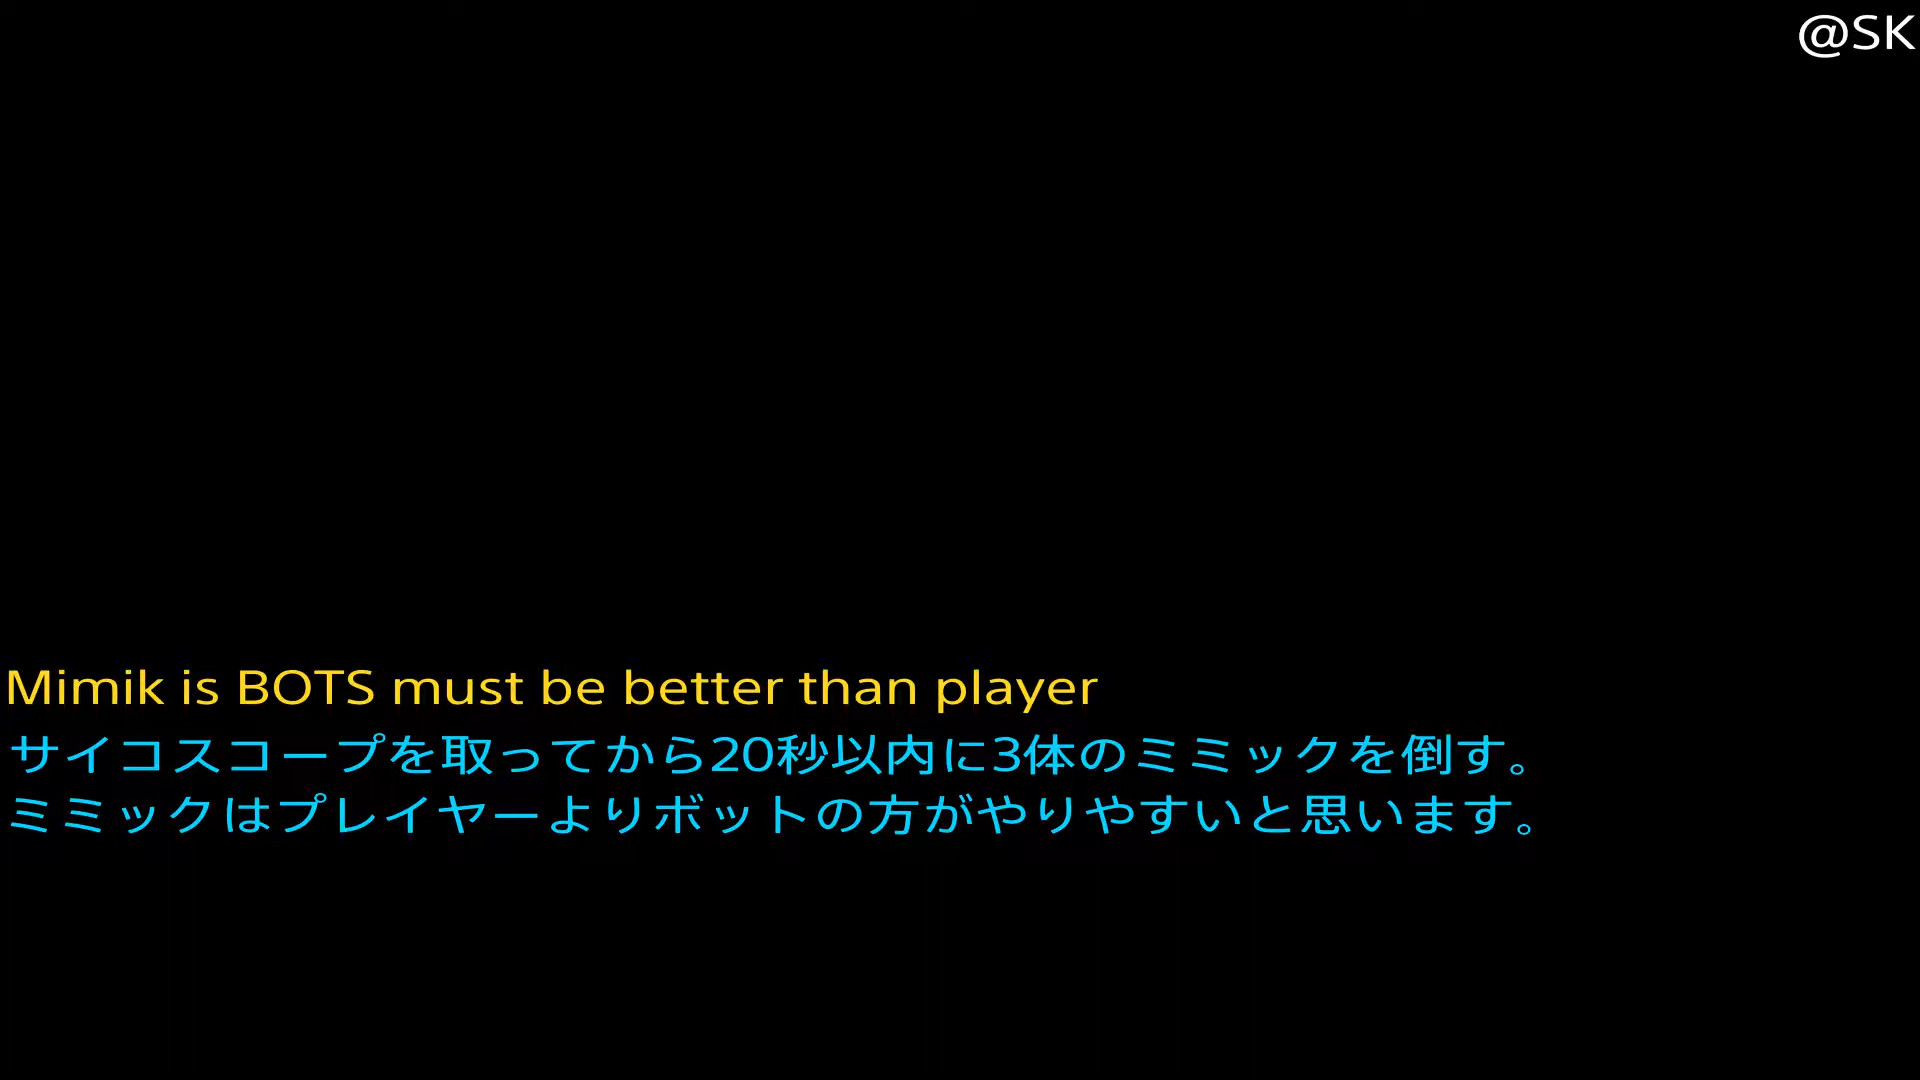 @SK
Mimik is BOTS must be better than player
サイコスコープを取ってから20秒以内に3体のミミックを倒す。
ミミックはプレイヤーよりボットの方がやりやすいと思います。